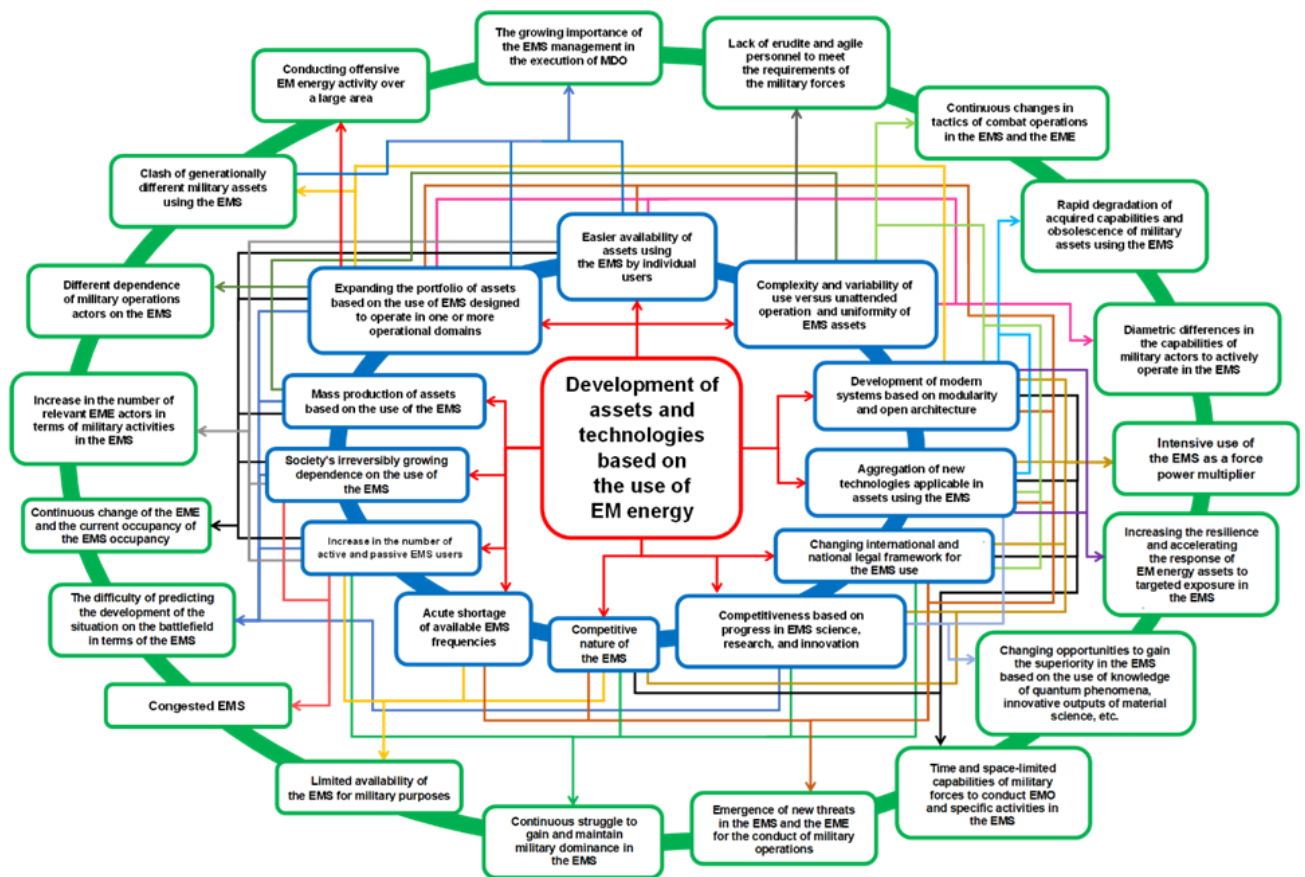 The growing importance of
the EMS management in
the execution of MDO
Lack of erudite and agile
personnel to meet
the requirements of
the military forces
Conducting offensive
EM energy activity over
a large area
Continuous changes in
tactics of combat operations
in the EMS and the EME
Clash of generationally
different military assets
using the EMS
Rapid degradation of
acquired capabilities and
obsolescence of military
assets using the EMS
Easier availability of
assets using
the EMS by individual
users
Different dependence
of military operations
actors on the EMS
Expanding the portfolio of assets
based on the use of EMS designed
to operate in one or more
operational domains
Complexity and variability of
use versus unattended
operation and uniformity of
EMS assets
Diametric differences in
the capabilities of
military actors to actively
operate in the EMS
Increase in the number of
relevant EME actors in
terms of military activities
in the EMS
Mass production of assets
based on the use of the EMS
Development of
assets and
technologies
based on
the use of
EM energy
Development of modern
systems based on modularity
and open architecture
Intensive use of
the EMS as a force
power multiplier
Society's irreversibly growing
dependence on the use of
the EMS
Aggregation of new
technologies applicable in
assets using the EMS
Continuous change of the EME
and the current occupancy of
the EMS occupancy
Increase in the number of
active and passive EMS users
Changing international and
national legal framework for
the EMS use
Increasing the resilience
and accelerating the
response of
EM energy assets to
targeted exposure in
the EMS
The difficulty of predicting
the development of the
situation on the battlefield
in terms of the EMS
Acute shortage
of available EMS
frequencies
Competitive
nature of
the EMS
Competitiveness based on
progress in EMS science,
research, and innovation
Changing opportunities to gain
the superiority in the EMS
based on the use of knowledge
of quantum phenomena,
innovative outputs of material
science, etc.
Congested EMS
Limited availability of
the EMS for military purposes
Continuous struggle to
gain and maintain
military dominance in
the EMS
Emergence of new threats
in the EMS and the EME
for the conduct of military
operations
Time and space-limited
capabilities of military
forces to conduct EMO
and specific activities in
the EMS